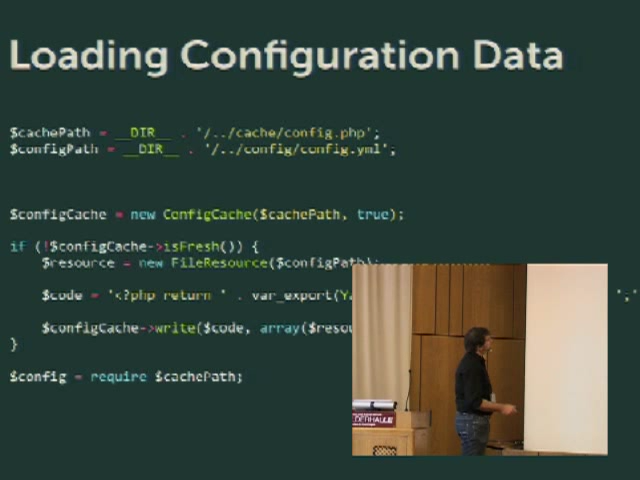 Loading Configuration Data
$cachePath = __DIR__ . '/../cache/config.php';
$configPath = __DIR__ . '/../config/config.yml';
$configCache = new ConfigCache($cachePath, true);
if (!$configCache->isFresh()) {
$resource = new FileResource($configPath);
$code = '<?php return ' . var_export( ';'
$configCache->write($code, array($resou
}
$config = require $cachePath;
LDERHALLE